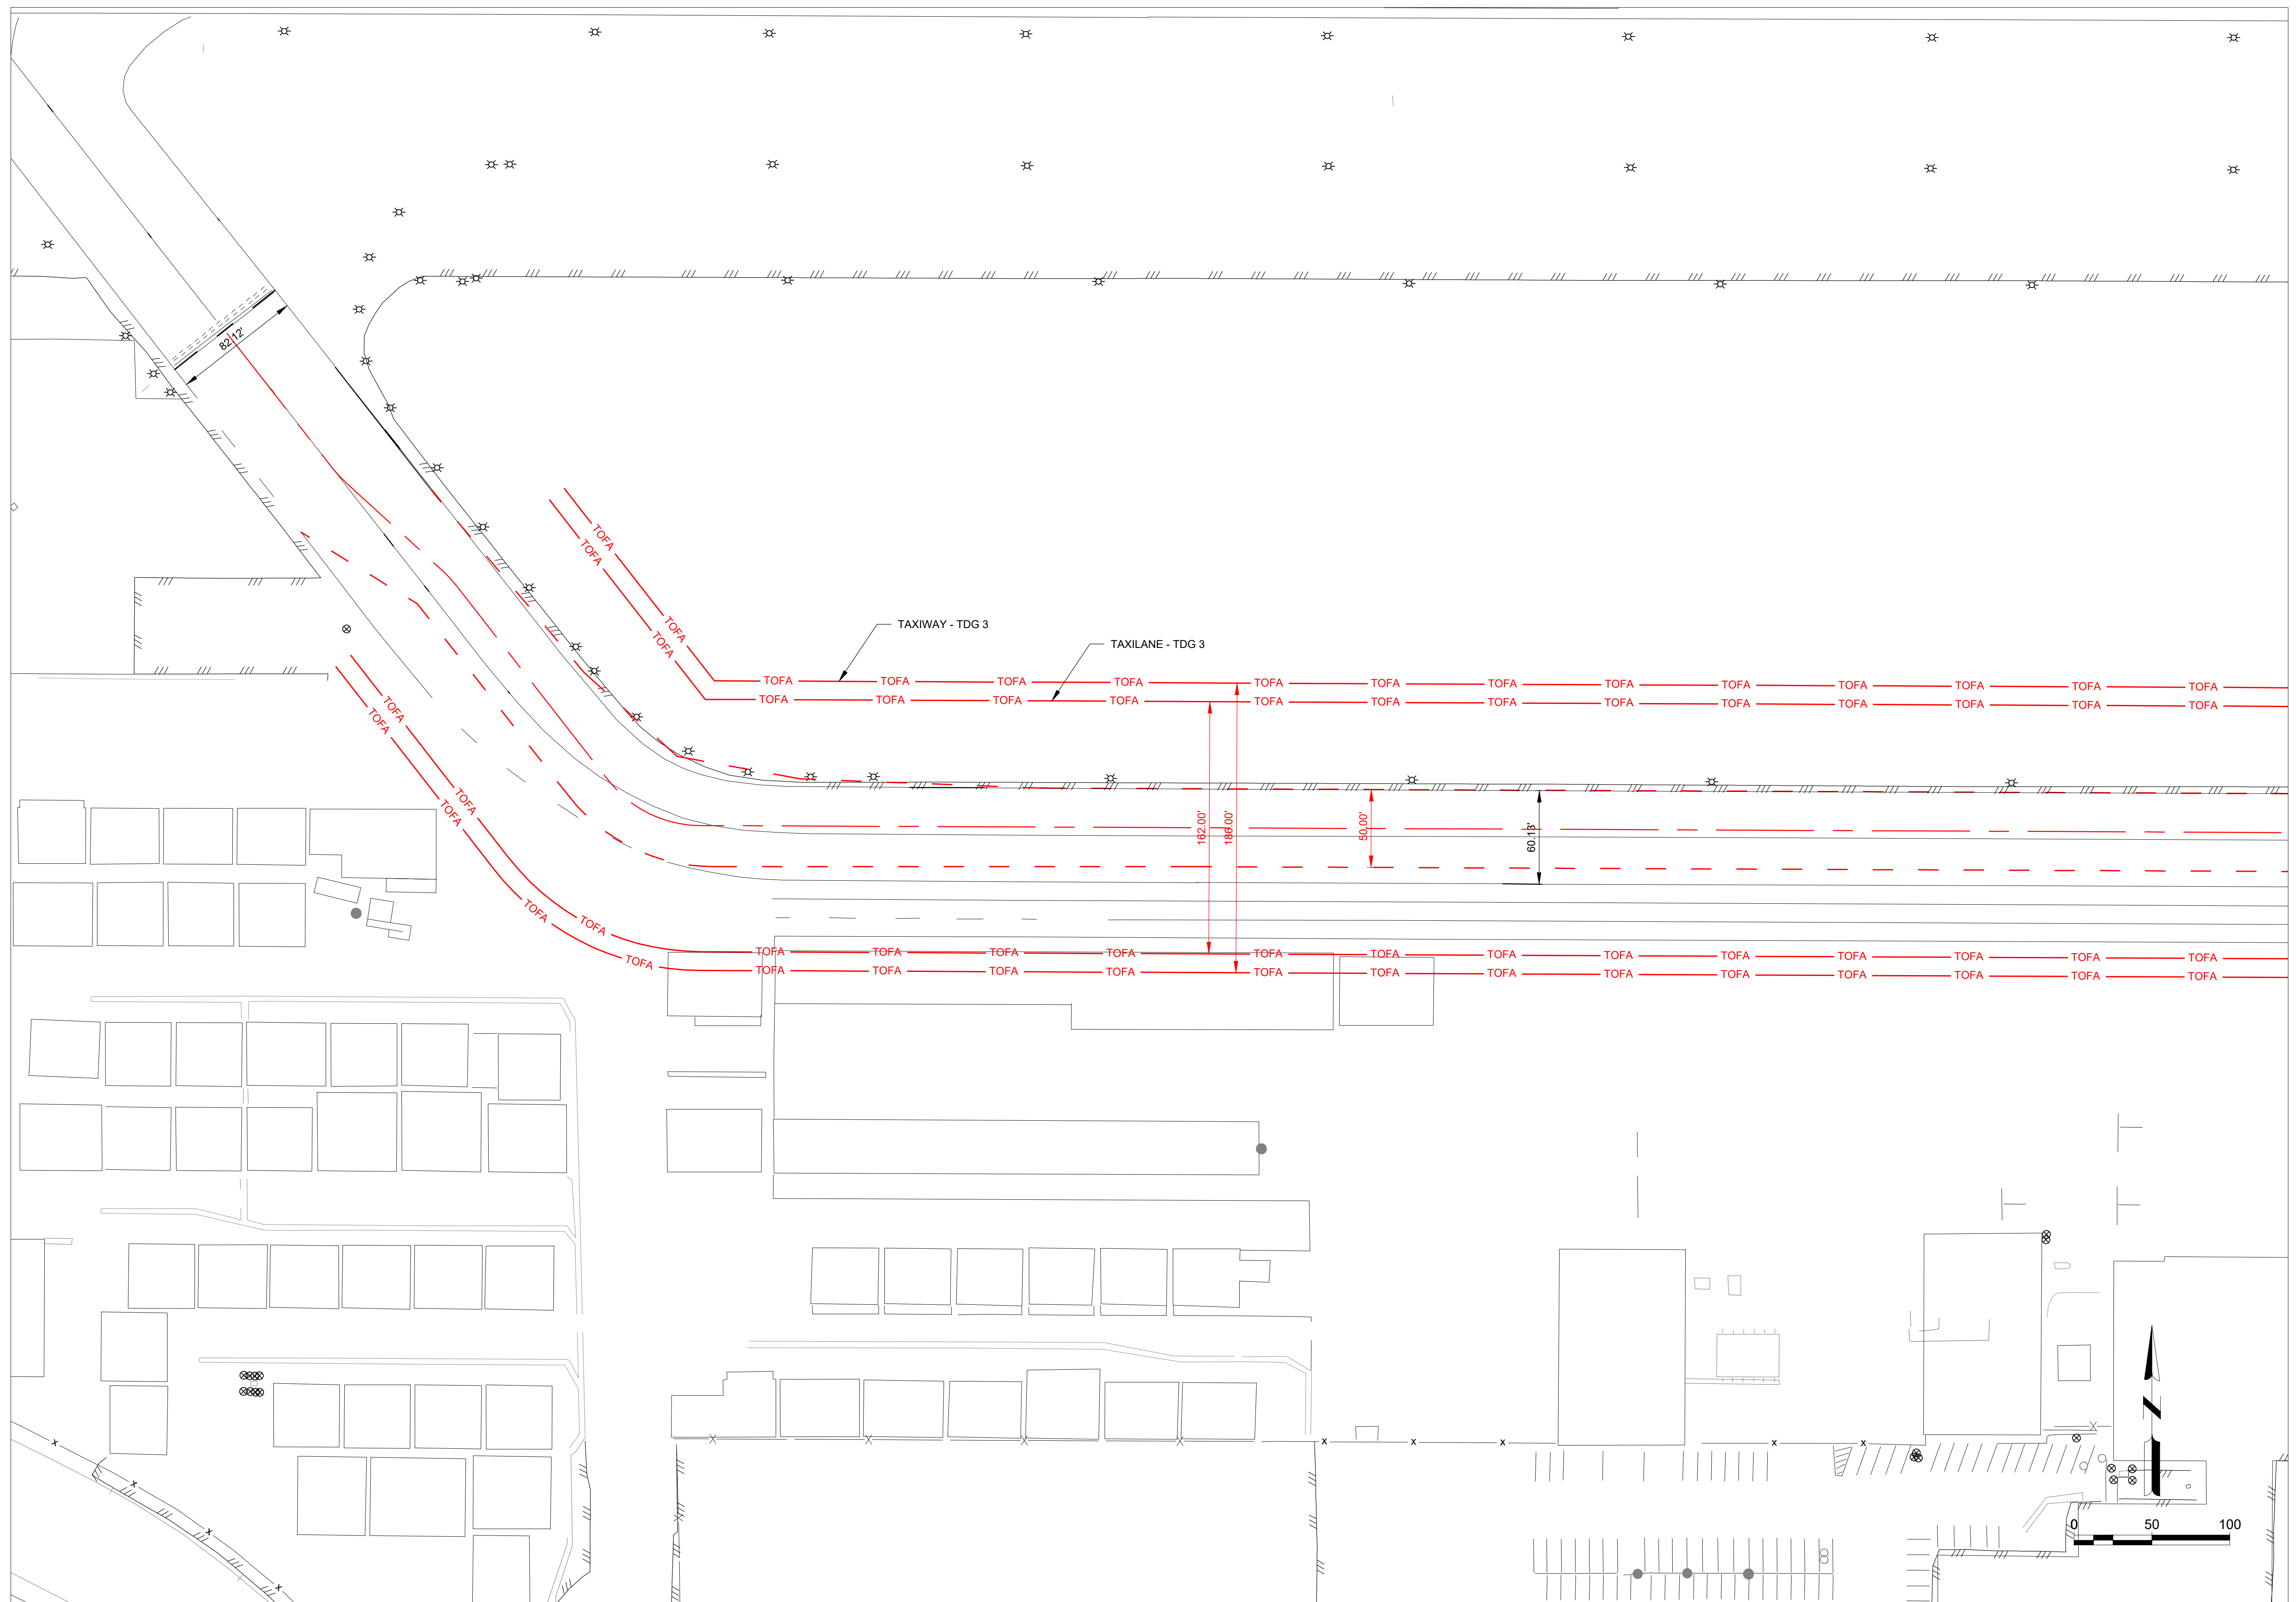 82.12'
TOFA
TOFA
TAXIWAY - TDG 3
TOFA
TOFA
TAXILANE - TDG 3
TOFA TOFA TOFA TOFA TOFA TOFA TOFA TOFA TOFA TOFA TOFA TOFA TOFA
TOFA TOFA TOFA TOFA TOFA TOFA TOFA TOFA TOFA TOFA TOFA TOFA TOFA
TOFA
TOFA
TOFA
TOFA
162.00'
186.00'
50.00'
60.13'
TOFA
TOFA
TOFA
TOFA TOFA TOFA TOFA TOFA TOFA TOFA TOFA TOFA TOFA TOFA TOFA TOFA
TOFA TOFA TOFA TOFA TOFA TOFA TOFA TOFA TOFA TOFA TOFA TOFA TOFA
0 50 100